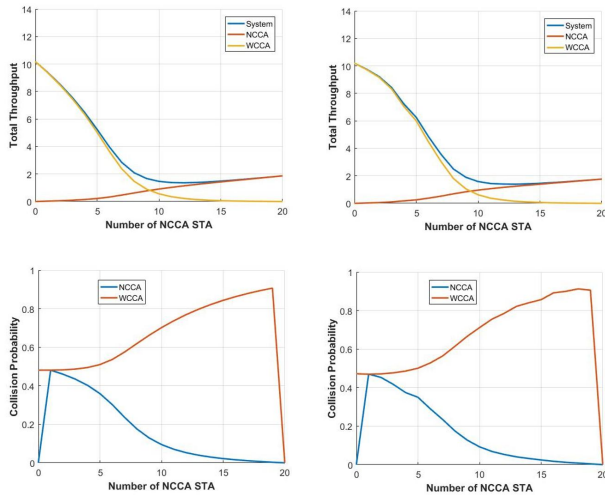 14
12
10
8
6
4
2
0
Total Throughput
System
NCCA
WCCA
0 5 10 15 20
Number of NCCA STA
14
12
10
8
6
4
2
0
Total Throughput
System
NCCA
WCCA
0 5 10 15 20
Number of NCCA STA
1
0.8
0.6
0.4
0.2
0
Collision Probability
NCCA
WCCA
0 5 10 15 20
Number of NCCA STA
1
0.8
0.6
0.4
0.2
0
Collision Probability
NCCA
WCCA
0 5 10 15 20
Number of NCCA STA